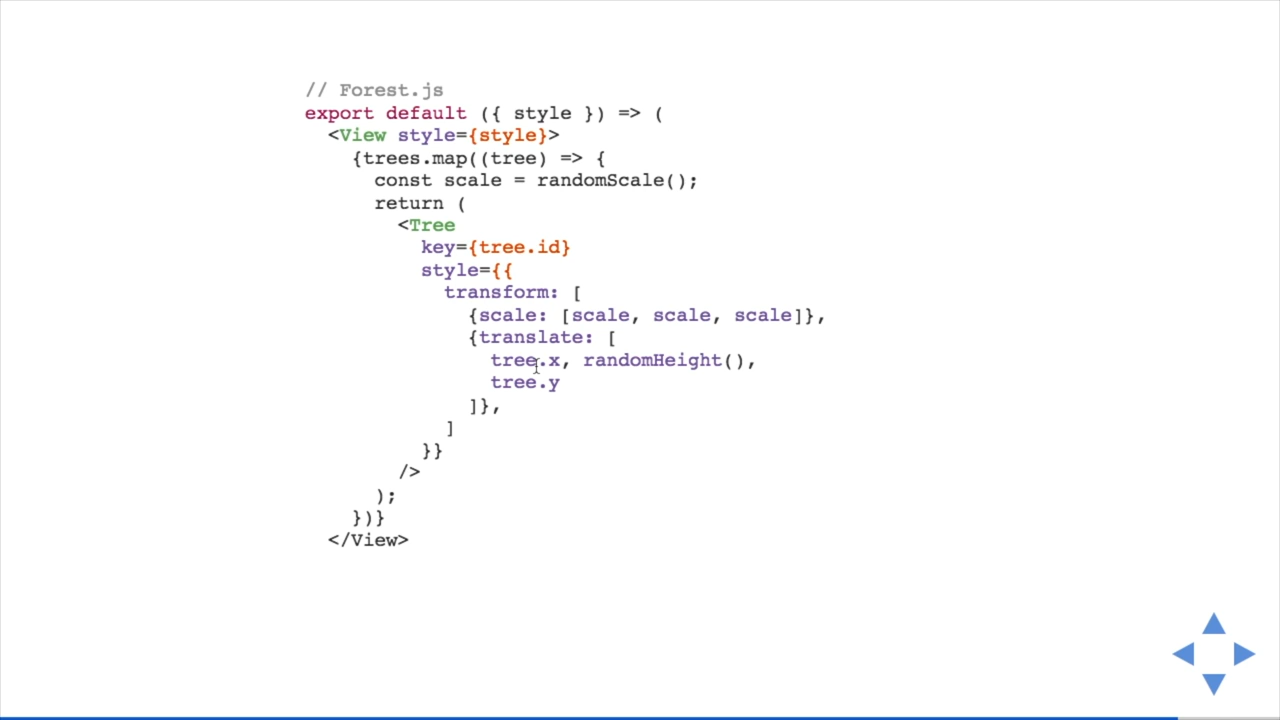 // Forest.js
export default ({ style }) => (
  <View style={style}>
    {trees.map((tree) => {
      const scale = randomScale();
      return (
        <Tree
          key={tree.id}
          style={{
            transform: [
              {scale: [scale, scale, scale]},
              {translate: [
                tree.x, randomHeight(),
                tree.y
              ]},
            ]
          }}
        />
      );
    })}
  </View>